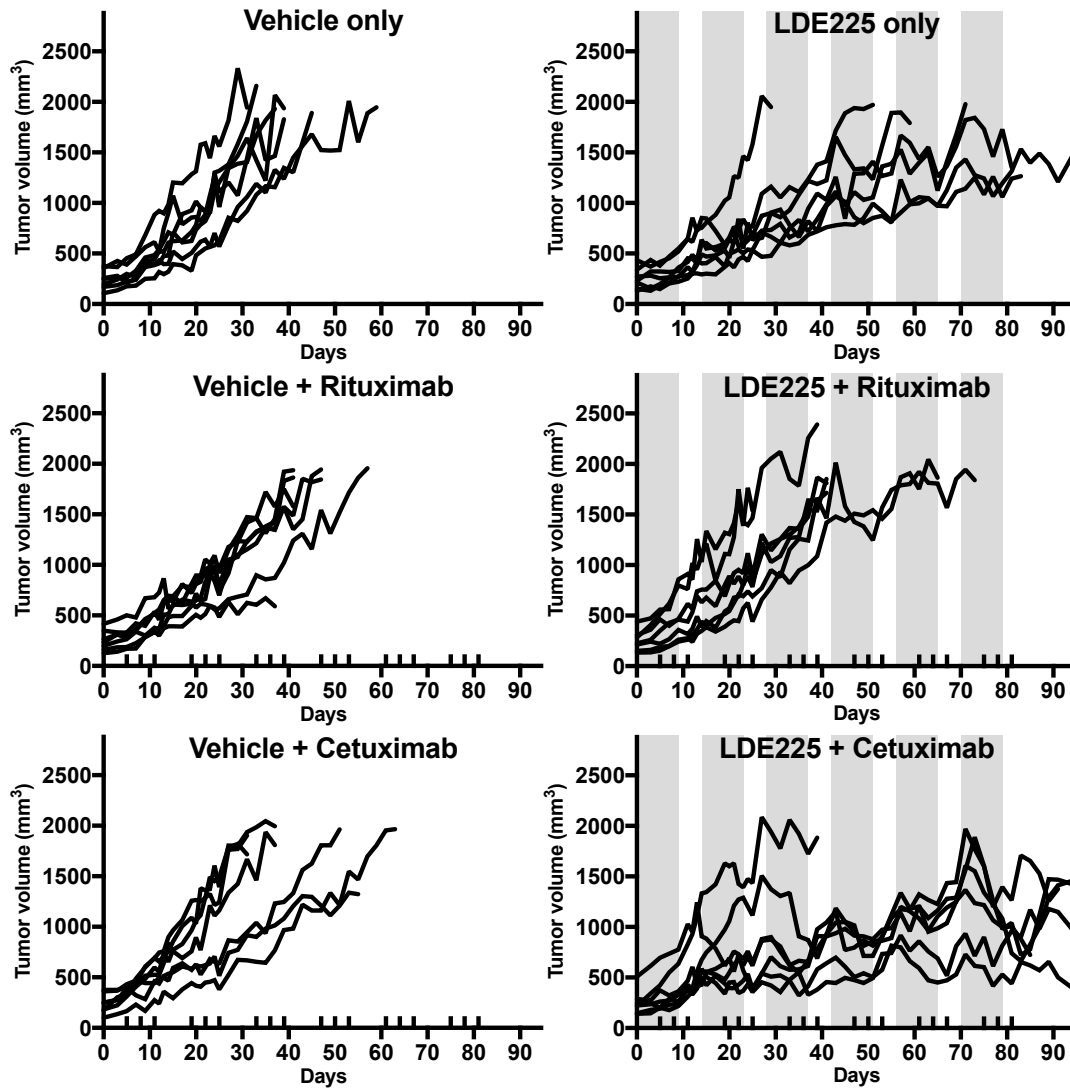 Vehicle only
2500
2000
1500
1000
500
0
Tumor volume (mm³)
0 10 20 30 40 50 60 70 80 90
Days
LDE225 only
2500
2000
1500
1000
500
0
Tumor volume (mm³)
0 10 20 30 40 50 60 70 80 90
Days
Vehicle + Rituximab
2500
2000
1500
1000
500
0
Tumor volume (mm³)
0 10 20 30 40 50 60 70 80 90
Days
LDE225 + Rituximab
2500
2000
1500
1000
500
0
Tumor volume (mm³)
0 10 20 30 40 50 60 70 80 90
Days
Vehicle + Cetuximab
2500
2000
1500
1000
500
0
Tumor volume (mm³)
0 10 20 30 40 50 60 70 80 90
Days
LDE225 + Cetuximab
2500
2000
1500
1000
500
0
Tumor volume (mm³)
0 10 20 30 40 50 60 70 80 90
Days